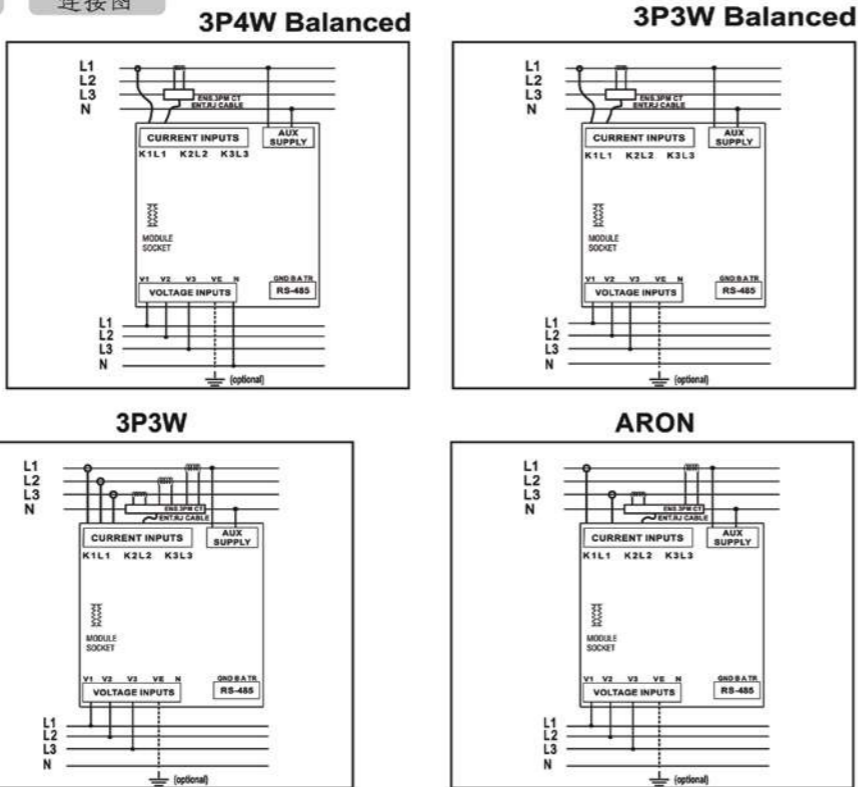 连接图
3P4W Balanced
L1
L2
L3
N
ENS.3PM CT
ENT.RJ CABLE
CURRENT INPUTS
AUX
SUPPLY
K1L1 K2L2 K3L3
MODULE
SOCKET
V1 V2 V3 VE N
GND B A TR
VOLTAGE INPUTS
RS-485
L1
L2
L3
N
(optional)
3P3W Balanced
L1
L2
L3
N
ENS.3PM CT
ENT.RJ CABLE
CURRENT INPUTS
AUX
SUPPLY
K1L1 K2L2 K3L3
MODULE
SOCKET
V1 V2 V3 VE N
GND B A TR
VOLTAGE INPUTS
RS-485
L1
L2
L3
N
(optional)
3P3W
L1
L2
L3
N
ENS.3PM CT
ENT.RJ CABLE
CURRENT INPUTS
AUX
SUPPLY
K1L1 K2L2 K3L3
MODULE
SOCKET
V1 V2 V3 VE N
GND B A TR
VOLTAGE INPUTS
RS-485
L1
L2
L3
N
(optional)
ARON
L1
L2
L3
N
ENS.3PM CT
ENT.RJ CABLE
CURRENT INPUTS
AUX
SUPPLY
K1L1 K2L2 K3L3
MODULE
SOCKET
V1 V2 V3 VE N
GND B A TR
VOLTAGE INPUTS
RS-485
L1
L2
L3
N
(optional)